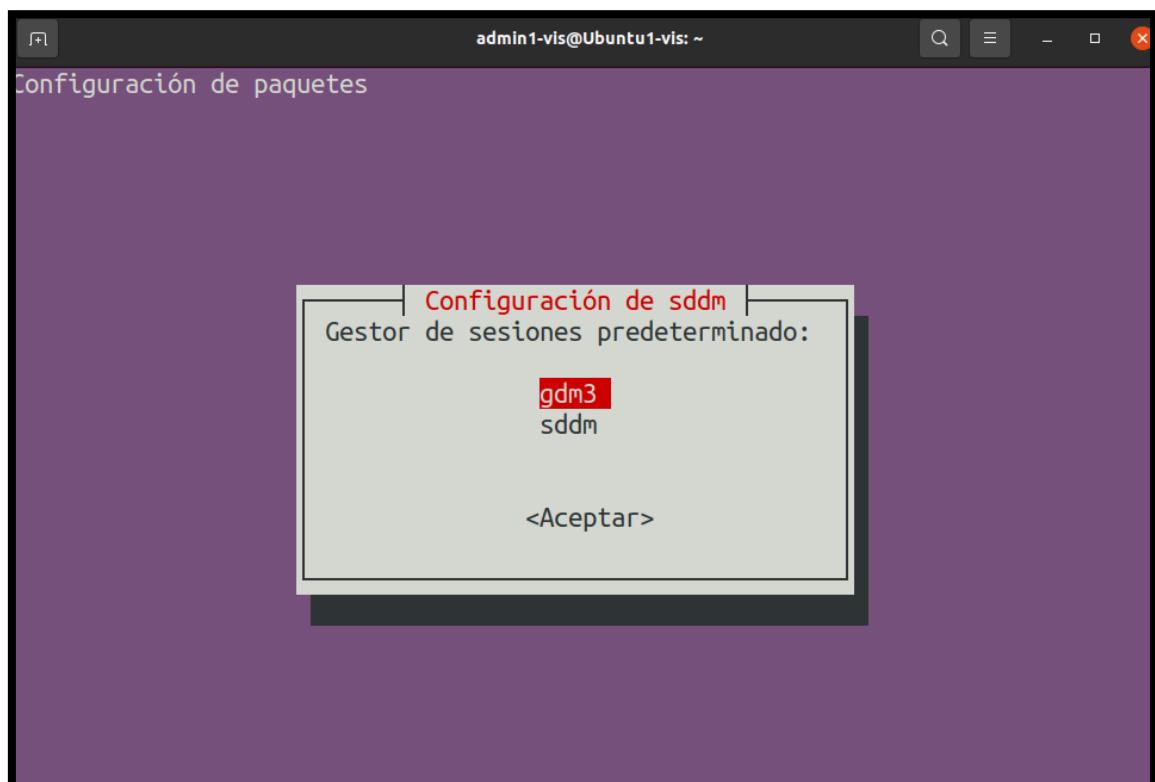 admin1-vis@Ubuntu1-vis: ~
Configuración de paquetes
Configuración de sddm
Gestor de sesiones predeterminado:
gdm3
sddm
<Aceptar>